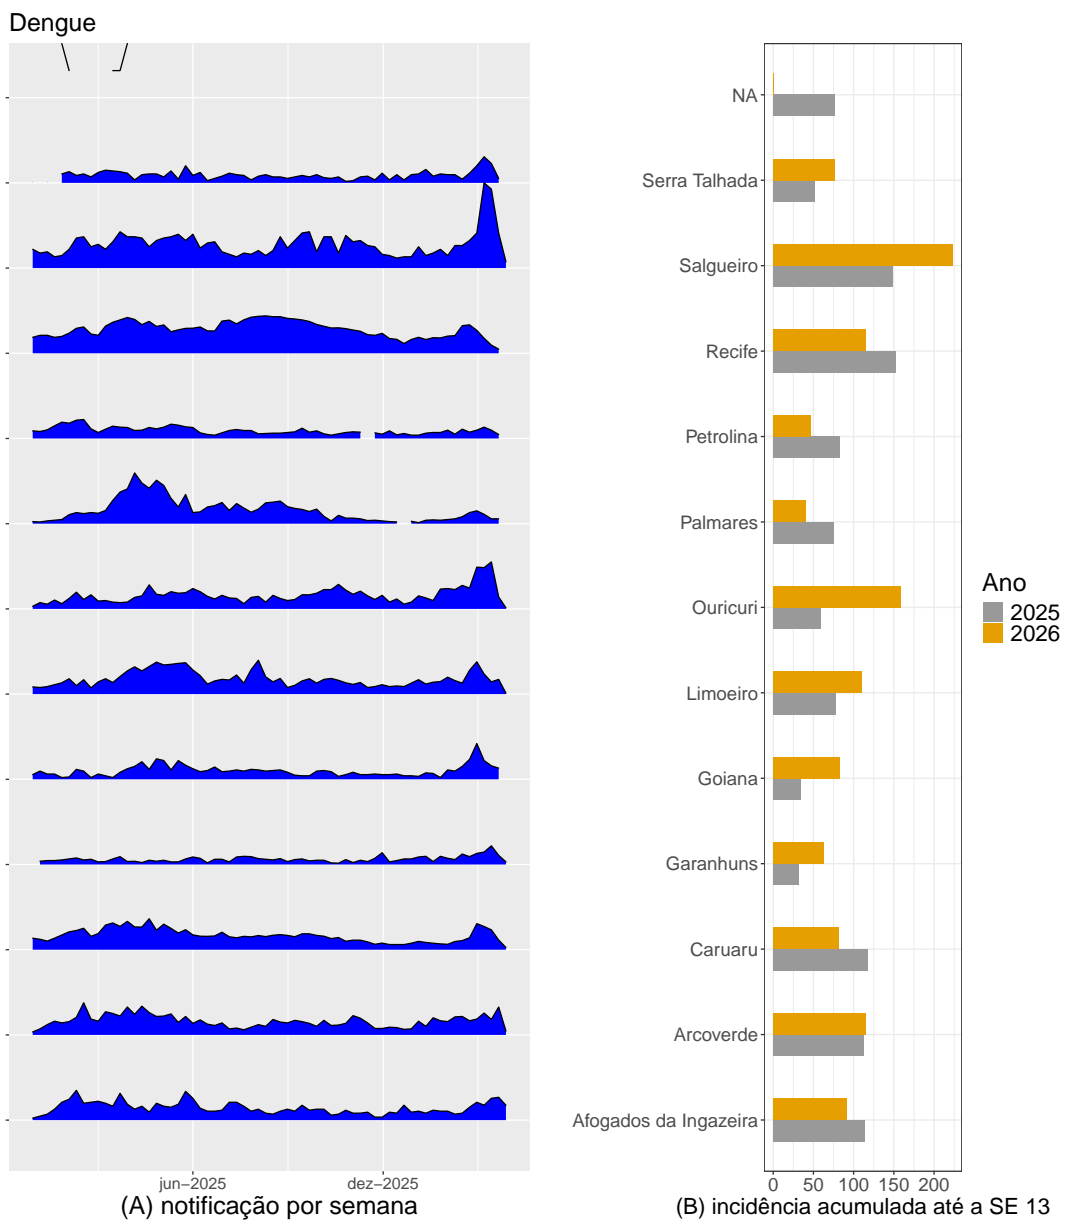 Dengue
NA
Serra Talhada
Salgueiro
Recife
Petrolina
Palmares
Ouricuri
Limoeiro
Goiana
Garanhuns
Caruaru
Arcoverde
Afogados da Ingazeira
Ano
2025
2026
jun−2025 dez−2025
0 50 100 150 200
(A) notificação por semana
(B) incidência acumulada até a SE 13